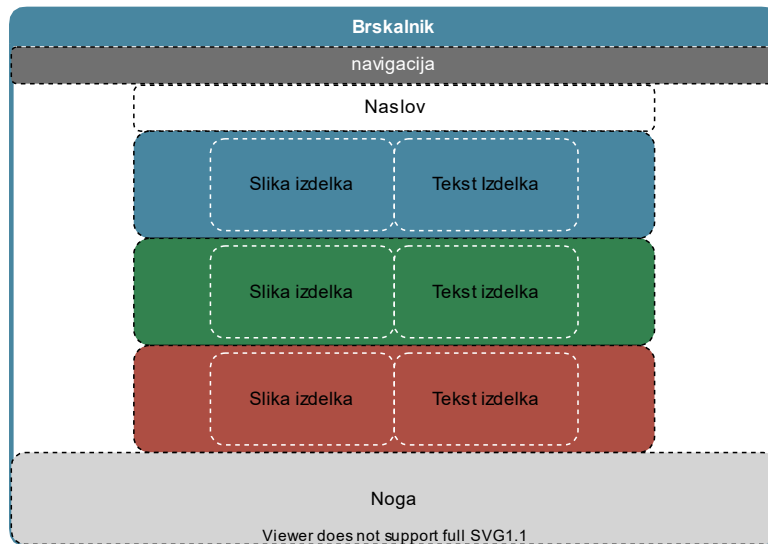 Brskalnik
navigacija
Naslov
Slika izdelka
Tekst Izdelka
Slika izdelka
Tekst izdelka
Slika izdelka
Tekst izdelka
Noga
Viewer does not support full SVG1.1